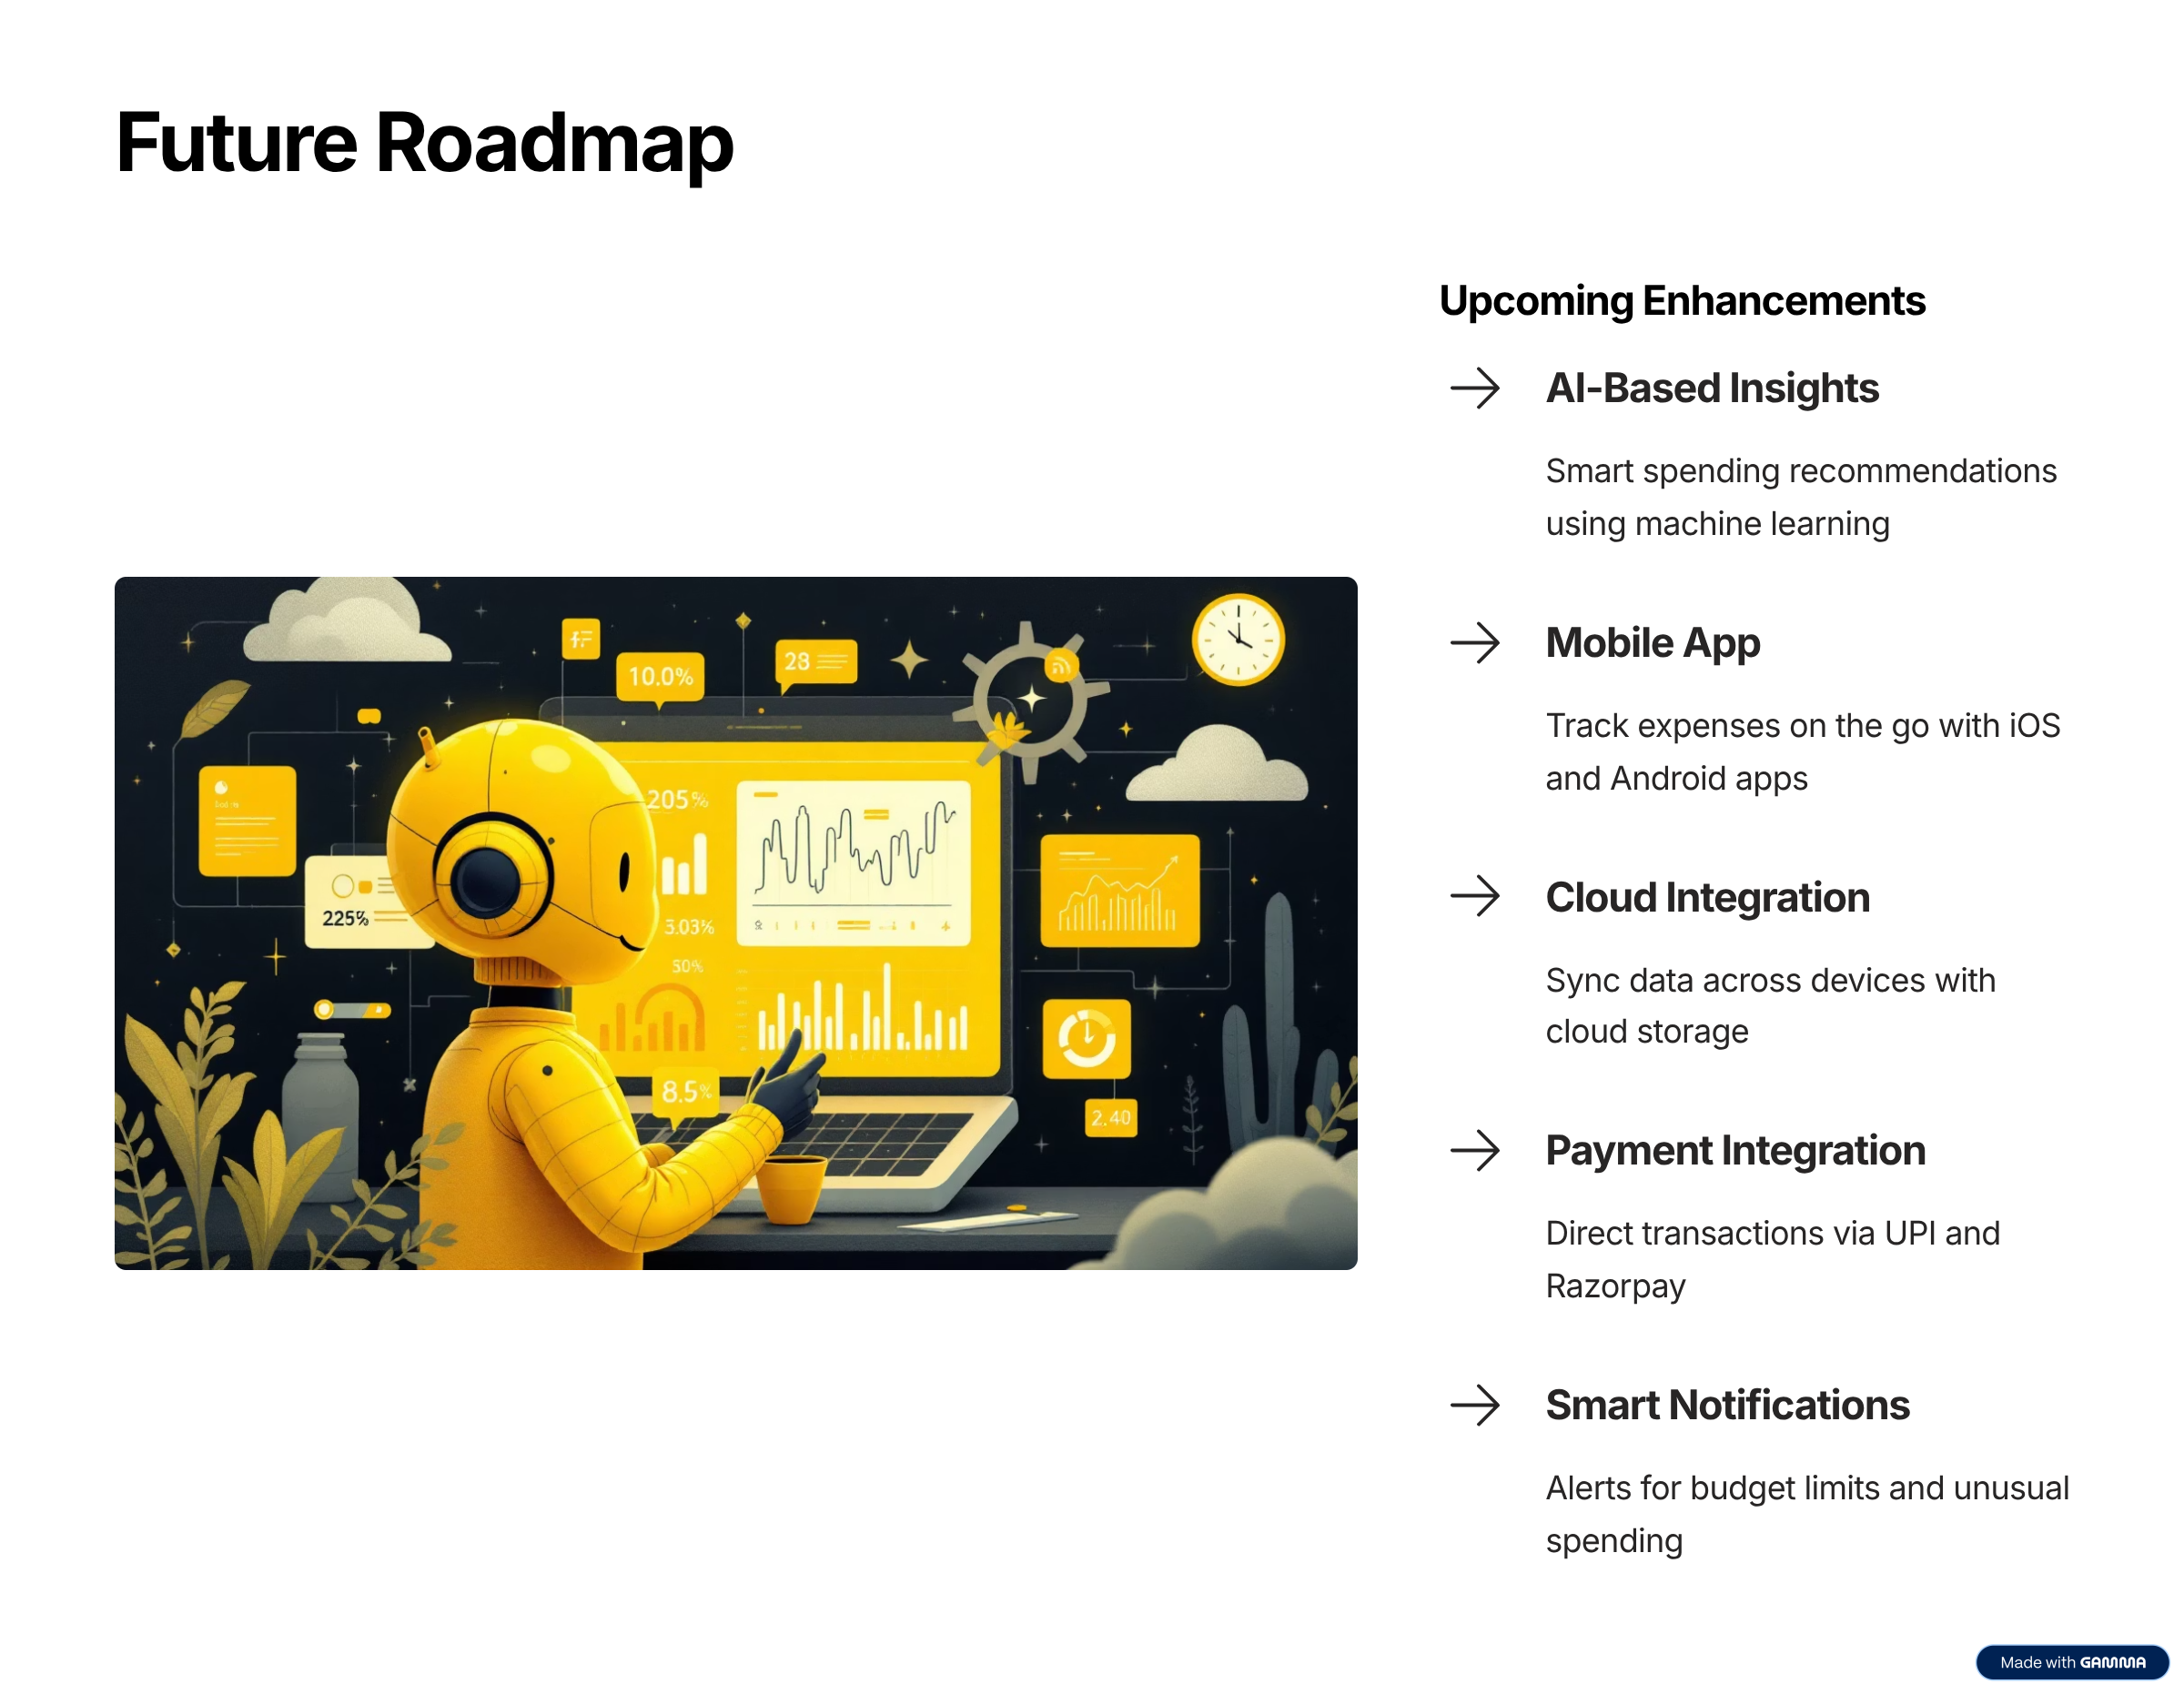 Future Roadmap
Upcoming Enhancements
AI-Based Insights
Smart spending recommendations
using machine learning
Mobile App
Track expenses on the go with iOS
and Android apps
Cloud Integration
Sync data across devices with
cloud storage
Payment Integration
Direct transactions via UPI and
Razorpay
Smart Notifications
Alerts for budget limits and unusual
spending
10.0%
28
205%
225%
3.03%
50%
8.5%
2.40
Made with GAMMA